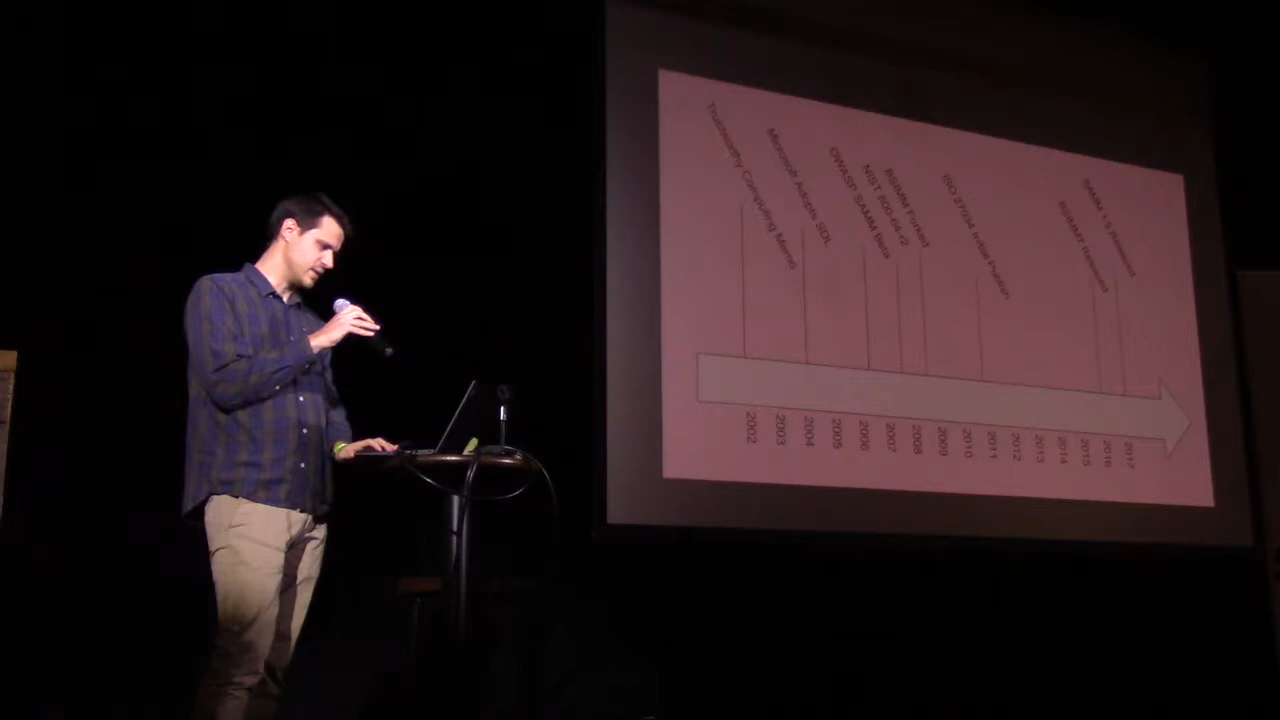 Trustworthy Computing Memo
Microsoft Adopts SDL
OWASP SAMM Beta
NIST 800-64-r2
BSIMM Forked
ISO 27034 Initial Publish
BSIMM7 Released
SAMM 1.5 Released
2002
2003
2004
2005
2006
2007
2008
2009
2010
2011
2012
2013
2014
2015
2016
2017